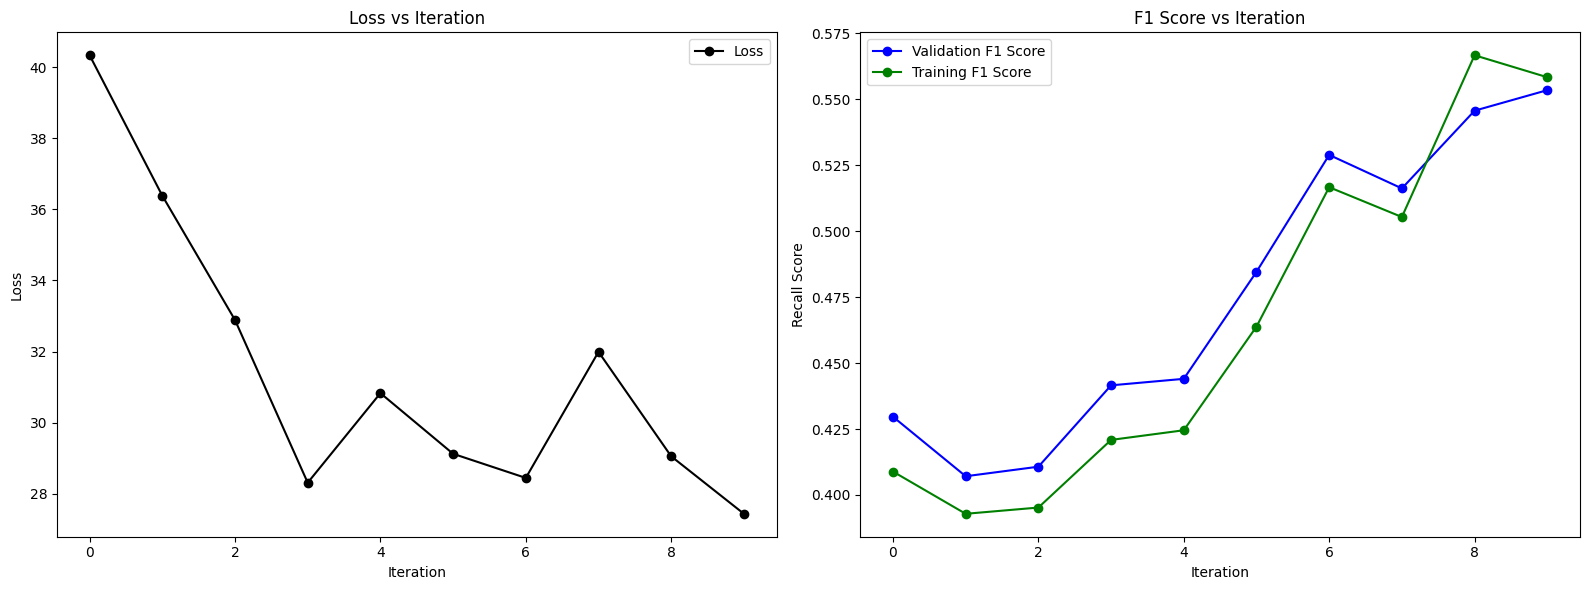 Loss vs Iteration
Loss
40
38
36
34
32
30
28
Loss
0 2 4 6 8
Iteration
F1 Score vs Iteration
Validation F1 Score
Training F1 Score
0.575
0.550
0.525
0.500
0.475
0.450
0.425
0.400
Recall Score
0 2 4 6 8
Iteration